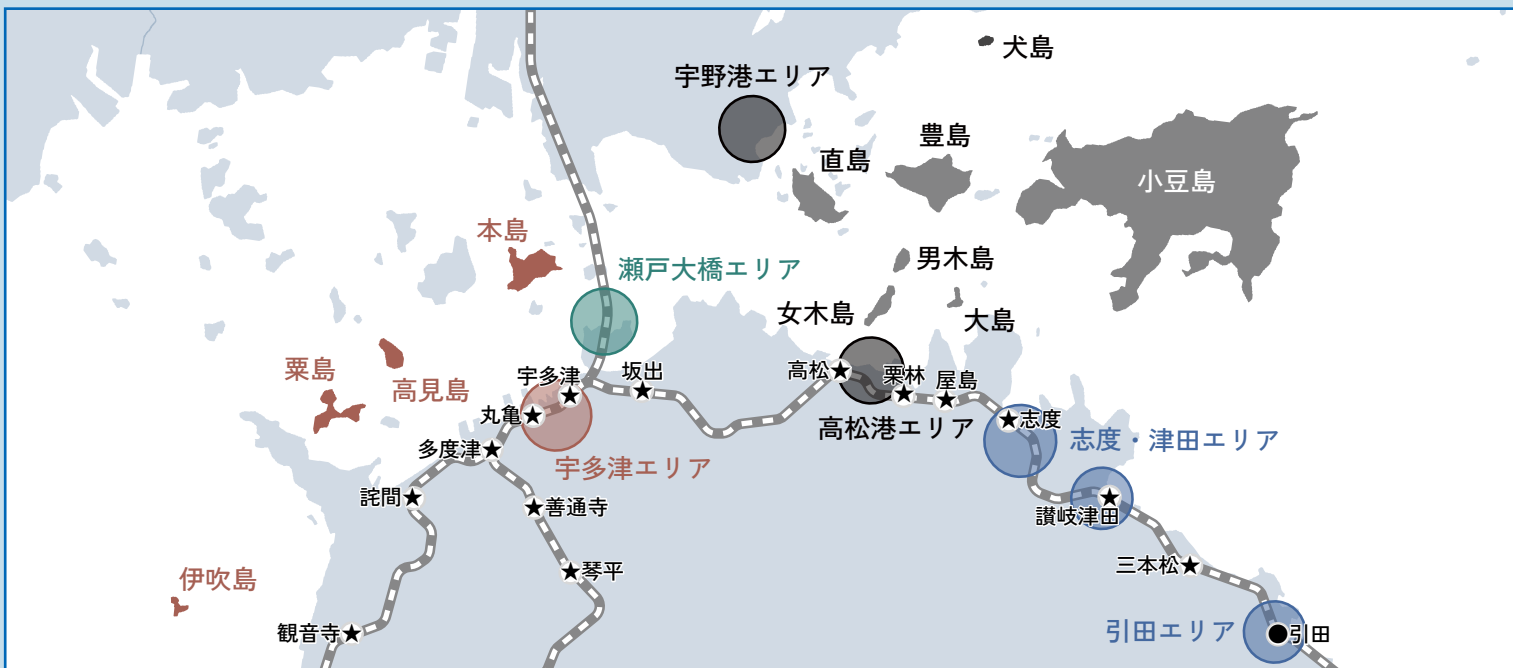 犬島
宇野港エリア
豊島
直島
小豆島
本島
男木島
瀬戸大橋エリア
女木島
大島
粟島
高見島
宇多津
坂出
高松
栗林
屋島
丸亀
志度
高松港エリア
志度・津田エリア
多度津
宇多津エリア
詫間
善通寺
讃岐津田
三本松
琴平
伊吹島
観音寺
引田エリア
引田